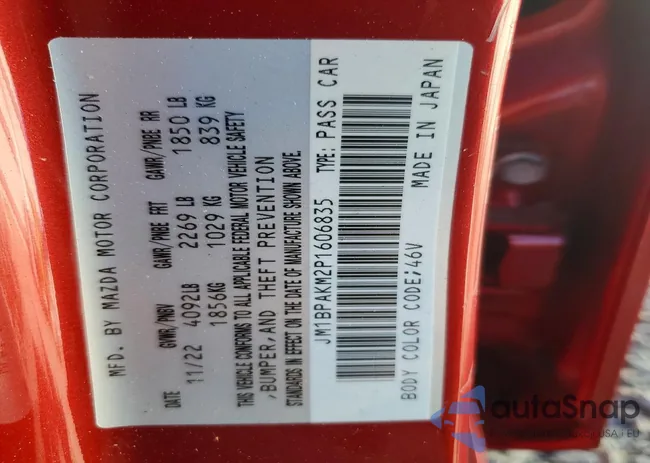 MFD. BY MAZDA MOTOR CORPORATION
DATE GVWR/PNBV GAWR/PNBE FRT GAWR/PNBE RR
11/22 4092LB 2269 LB 1850 LB
1856KG 1029 KG 839 KG
THIS VEHICLE CONFORMS TO ALL APPLICABLE FEDERAL MOTOR VEHICLE SAFETY
,BUMPER,AND THEFT PREVENTION
STANDARDS IN EFFECT ON THE DATE OF MANUFACTURE SHOWN ABOVE.
JM1BPAKM2P1606835 TYPE: PASS CAR
BODY COLOR CODE;46V MADE IN JAPAN
autoSnap
USA - EU